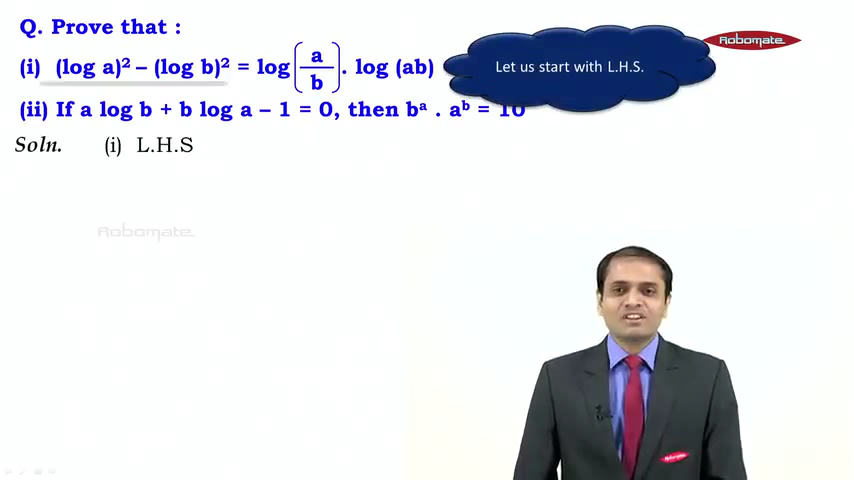 Q. Prove that :
(i) (log a)² – (log b)² = log (a/b) . log (ab)
(ii) If a log b + b log a – 1 = 0, then bᵃ . aᵇ = 10
Let us start with L.H.S.
Robomate
Soln. (i) L.H.S
Robomate
Robomate